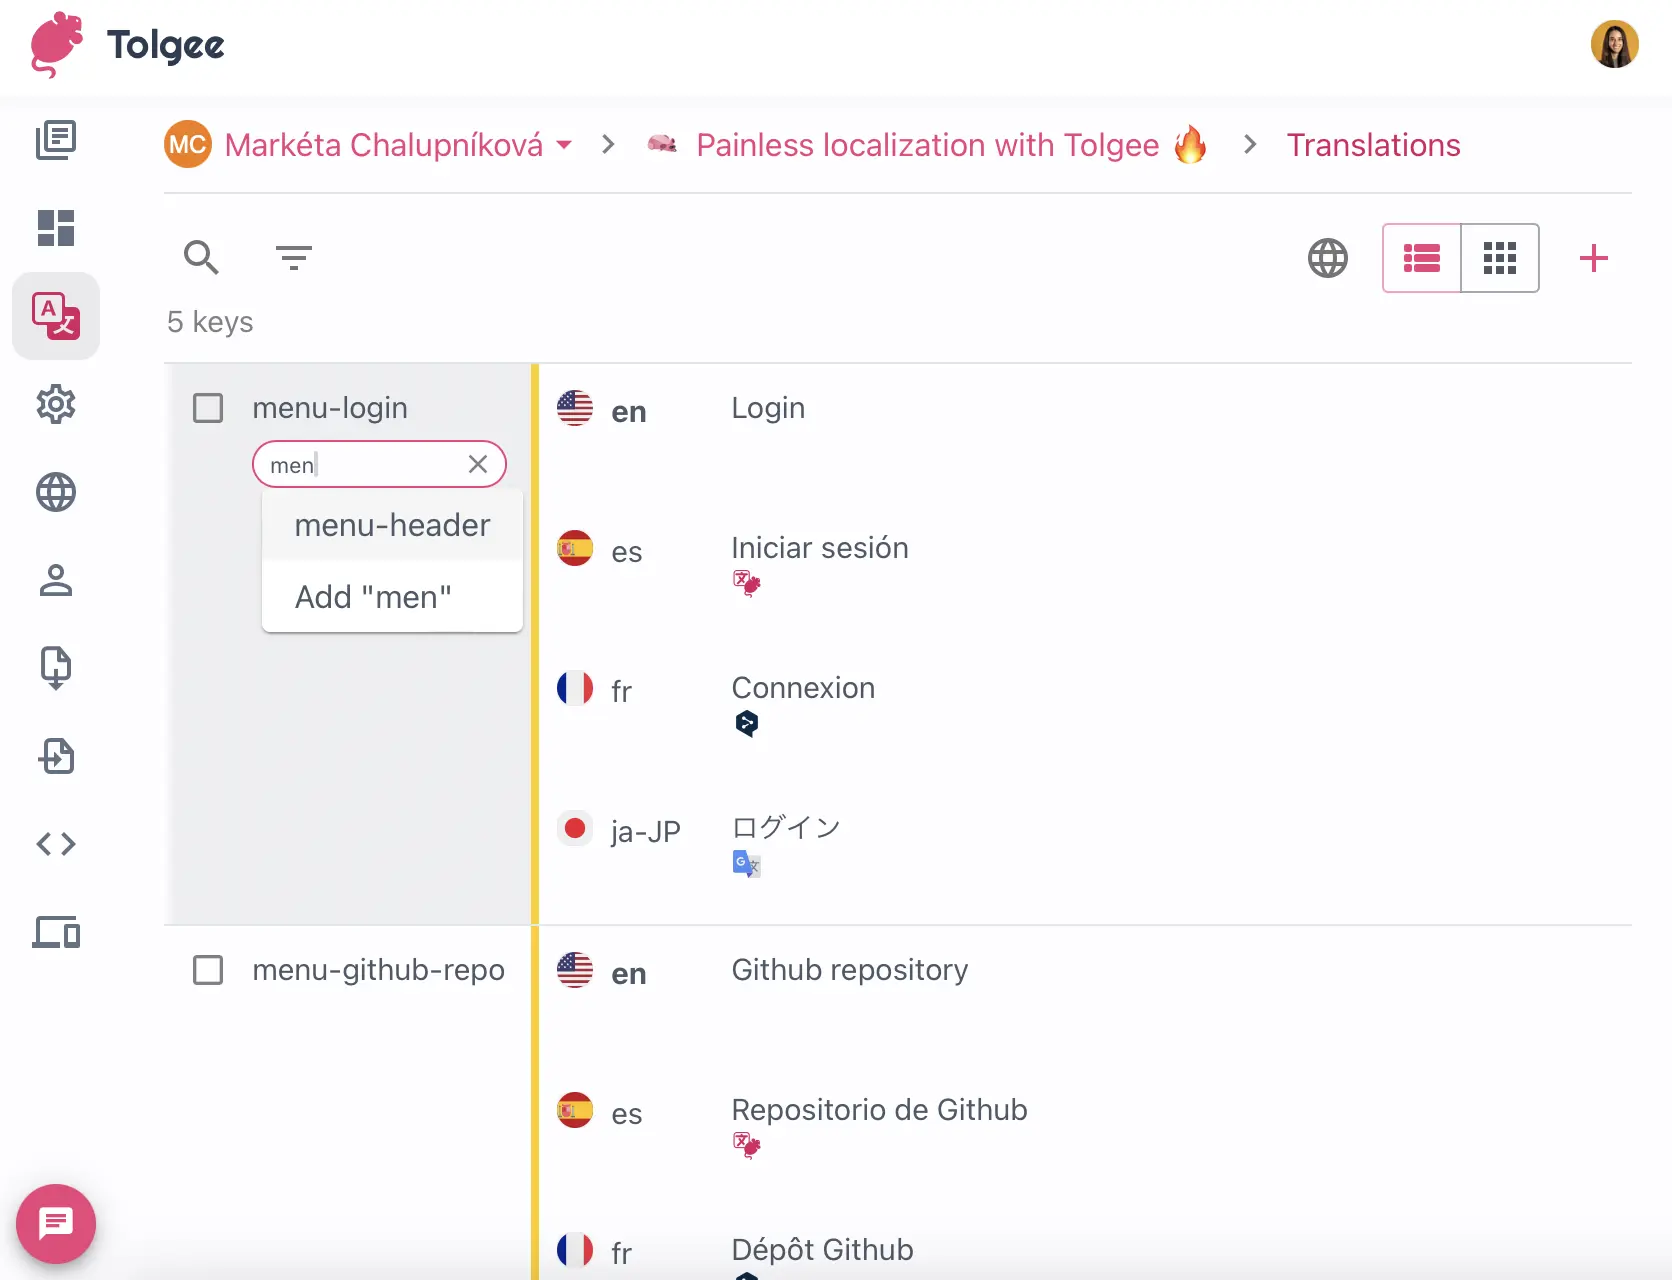 Tolgee
MC Markéta Chalupníková > Painless localization with Tolgee > Translations
5 keys
menu-login
men
menu-header
Add "men"
en Login
es Iniciar sesión
fr Connexion
ja-JP ログイン
menu-github-repo
en Github repository
es Repositorio de Github
fr Dépôt Github